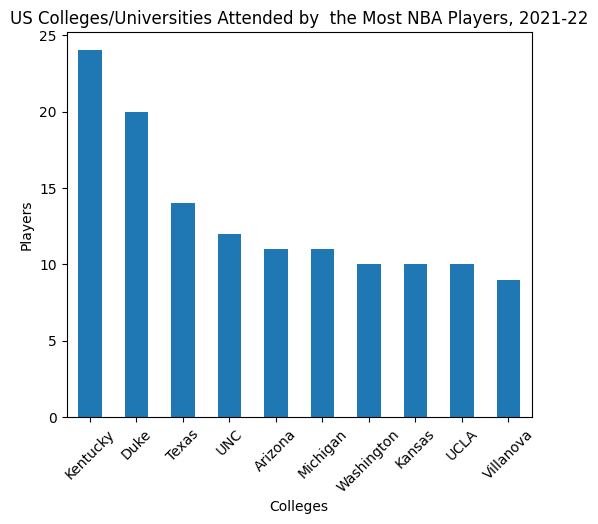 US Colleges/Universities Attended by  the Most NBA Players, 2021-22
25
20
15
10
5
0
Players
Kentucky
Duke
Texas
UNC
Arizona
Michigan
Washington
Kansas
UCLA
Villanova
Colleges